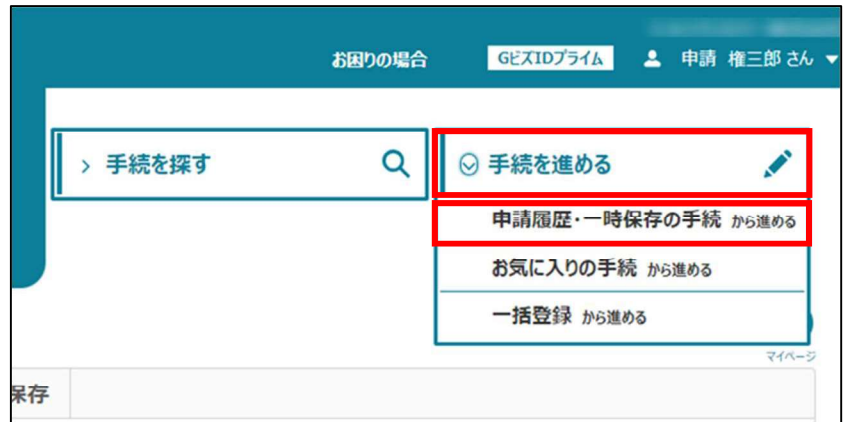 お困りの場合
GビズIDプライム
申請 権三郎 さん ▼
› 手続を探す
手続を進める
申請履歴・一時保存の手続 から進める
お気に入りの手続 から進める
一括登録 から進める
マイページ
保存